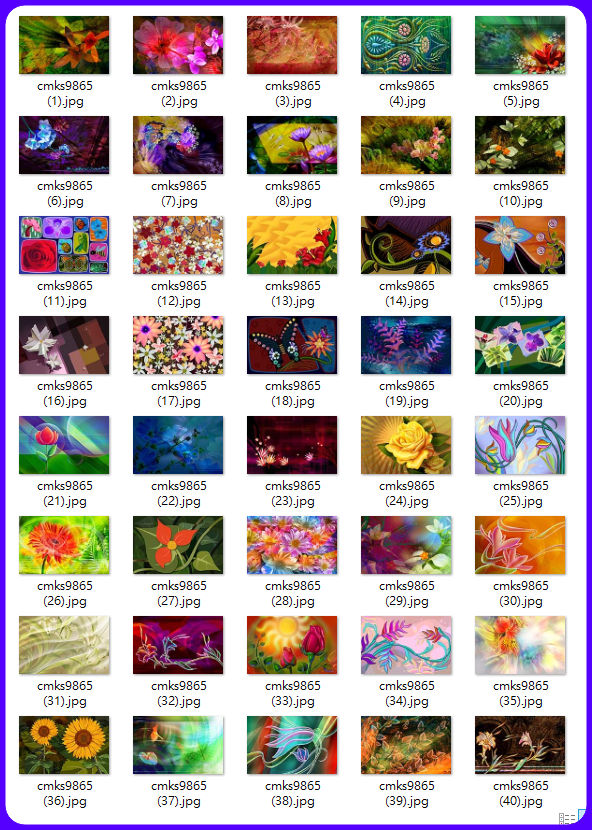 cmks9865 cmks9865 cmks9865 cmks9865 cmks9865
(1).jpg (2).jpg (3).jpg (4).jpg (5).jpg
cmks9865 cmks9865 cmks9865 cmks9865 cmks9865
(6).jpg (7).jpg (8).jpg (9).jpg (10).jpg
cmks9865 cmks9865 cmks9865 cmks9865 cmks9865
(11).jpg (12).jpg (13).jpg (14).jpg (15).jpg
cmks9865 cmks9865 cmks9865 cmks9865 cmks9865
(16).jpg (17).jpg (18).jpg (19).jpg (20).jpg
cmks9865 cmks9865 cmks9865 cmks9865 cmks9865
(21).jpg (22).jpg (23).jpg (24).jpg (25).jpg
cmks9865 cmks9865 cmks9865 cmks9865 cmks9865
(26).jpg (27).jpg (28).jpg (29).jpg (30).jpg
cmks9865 cmks9865 cmks9865 cmks9865 cmks9865
(31).jpg (32).jpg (33).jpg (34).jpg (35).jpg
cmks9865 cmks9865 cmks9865 cmks9865 cmks9865
(36).jpg (37).jpg (38).jpg (39).jpg (40).jpg